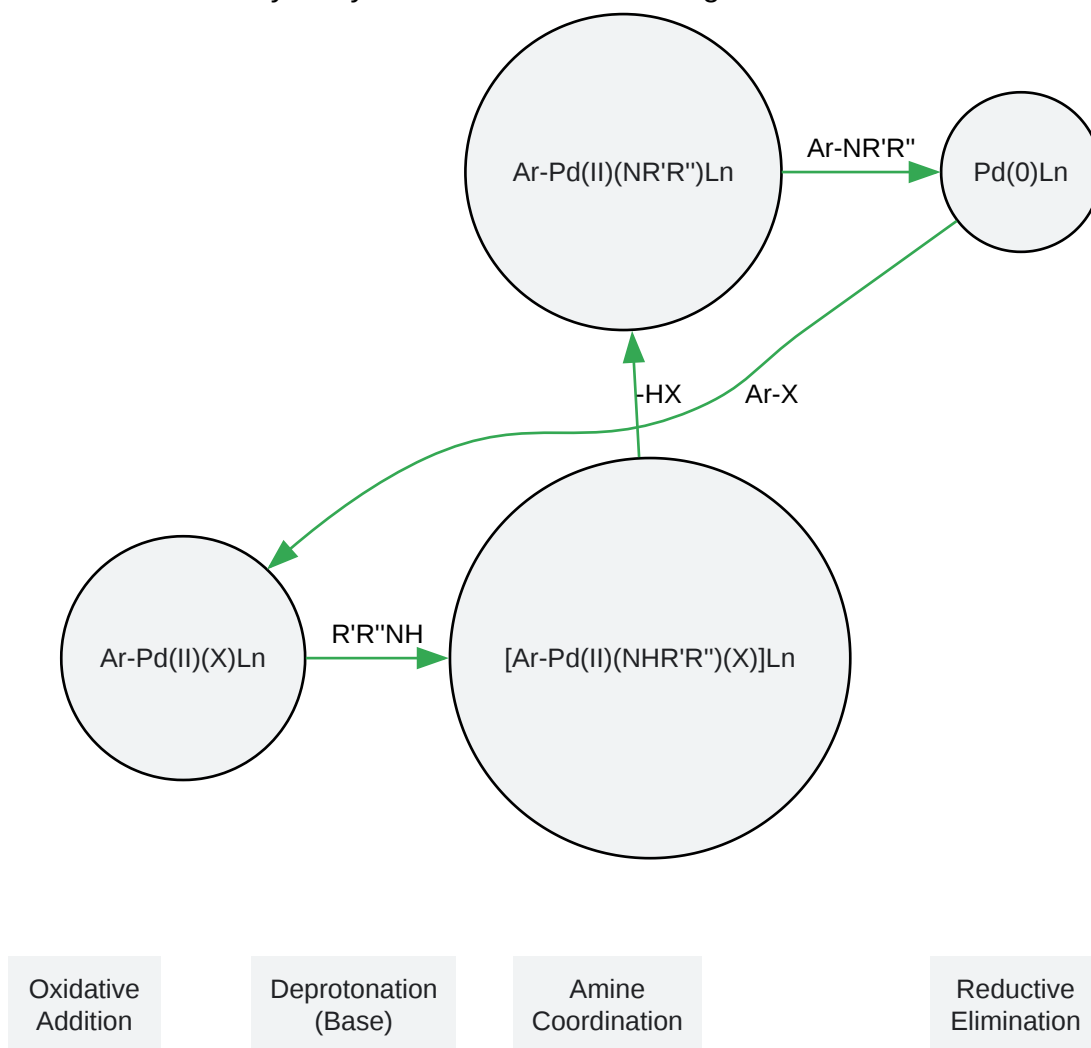 Ar-NR'R"
Ar-Pd(II)(NR'R")Ln
Pd(0)Ln
-HX
Ar-X
R'R"NH
Ar-Pd(II)(X)Ln
[Ar-Pd(II)(NHR'R")(X)]Ln
Oxidative
Addition
Deprotonation
(Base)
Amine
Coordination
Reductive
Elimination